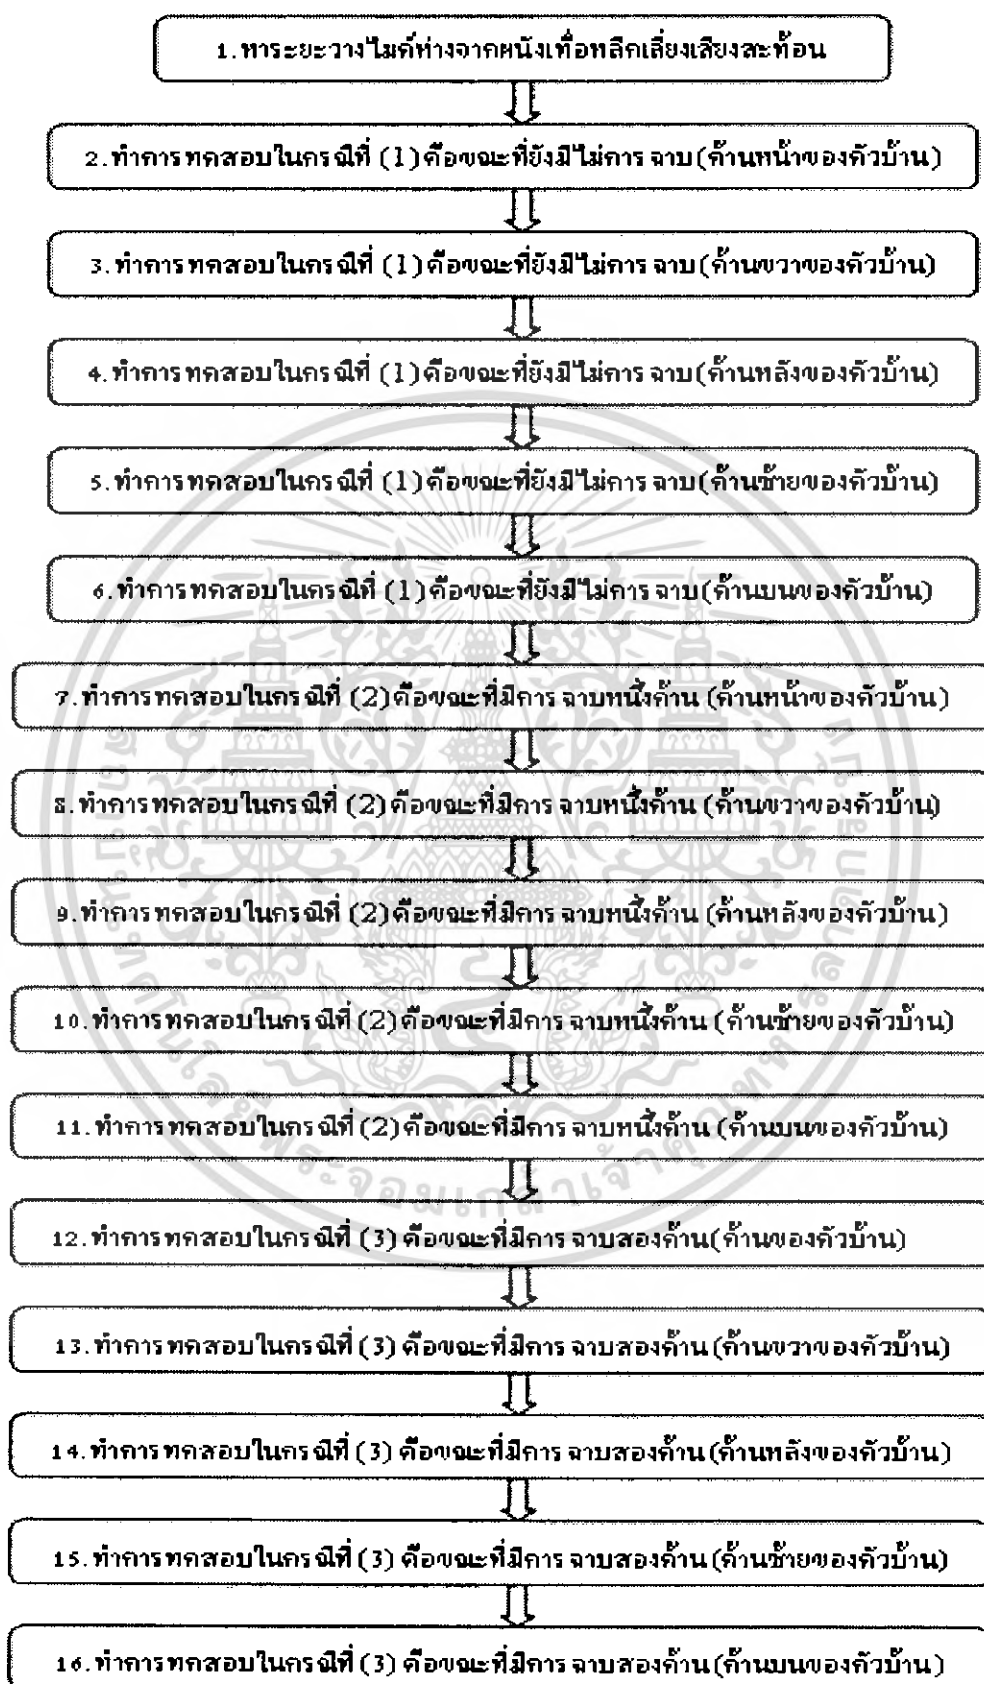 1.หาระยะวางไมค์ห่างจากผนังเพื่อหลีกเลี่ยงเสียงสะท้อน
2.ทำการทดสอบในกรณีที่ (1)คือขณะที่ยังมีไม่การ ฉาบ(ด้านหน้าของตัวบ้าน)
3.ทำการทดสอบในกรณีที่ (1)คือขณะที่ยังมีไม่การ ฉาบ(ด้านขวาของตัวบ้าน)
4.ทำการทดสอบในกรณีที่ (1)คือขณะที่ยังมีไม่การ ฉาบ(ด้านหลังของตัวบ้าน)
5.ทำการทดสอบในกรณีที่ (1)คือขณะที่ยังมีไม่การ ฉาบ(ด้านซ้ายของตัวบ้าน)
6.ทำการทดสอบในกรณีที่ (1)คือขณะที่ยังมีไม่การ ฉาบ(ด้านบนของตัวบ้าน)
7.ทำการทดสอบในกรณีที่ (2)คือขณะที่มีการ ฉาบหนึ่งด้าน (ด้านหน้าของตัวบ้าน)
8.ทำการทดสอบในกรณีที่ (2)คือขณะที่มีการ ฉาบหนึ่งด้าน (ด้านขวาของตัวบ้าน)
9.ทำการทดสอบในกรณีที่ (2)คือขณะที่มีการ ฉาบหนึ่งด้าน (ด้านหลังของตัวบ้าน)
10.ทำการทดสอบในกรณีที่ (2)คือขณะที่มีการ ฉาบหนึ่งด้าน (ด้านซ้ายของตัวบ้าน)
11.ทำการทดสอบในกรณีที่ (2)คือขณะที่มีการ ฉาบหนึ่งด้าน (ด้านบนของตัวบ้าน)
12.ทำการทดสอบในกรณีที่ (3) คือขณะที่มีการ ฉาบสองด้าน(ด้านของตัวบ้าน)
13.ทำการทดสอบในกรณีที่ (3) คือขณะที่มีการ ฉาบสองด้าน (ด้านขวาของตัวบ้าน)
14.ทำการทดสอบในกรณีที่ (3) คือขณะที่มีการ ฉาบสองด้าน (ด้านหลังของตัวบ้าน)
15.ทำการทดสอบในกรณีที่ (3) คือขณะที่มีการ ฉาบสองด้าน (ด้านซ้ายของตัวบ้าน)
16.ทำการทดสอบในกรณีที่ (3) คือขณะที่มีการ ฉาบสองด้าน(ด้านบนของตัวบ้าน)
สถาบันเทคโนโลยีพระจอมเกล้าเจ้าคุณทหารลาดกระบัง